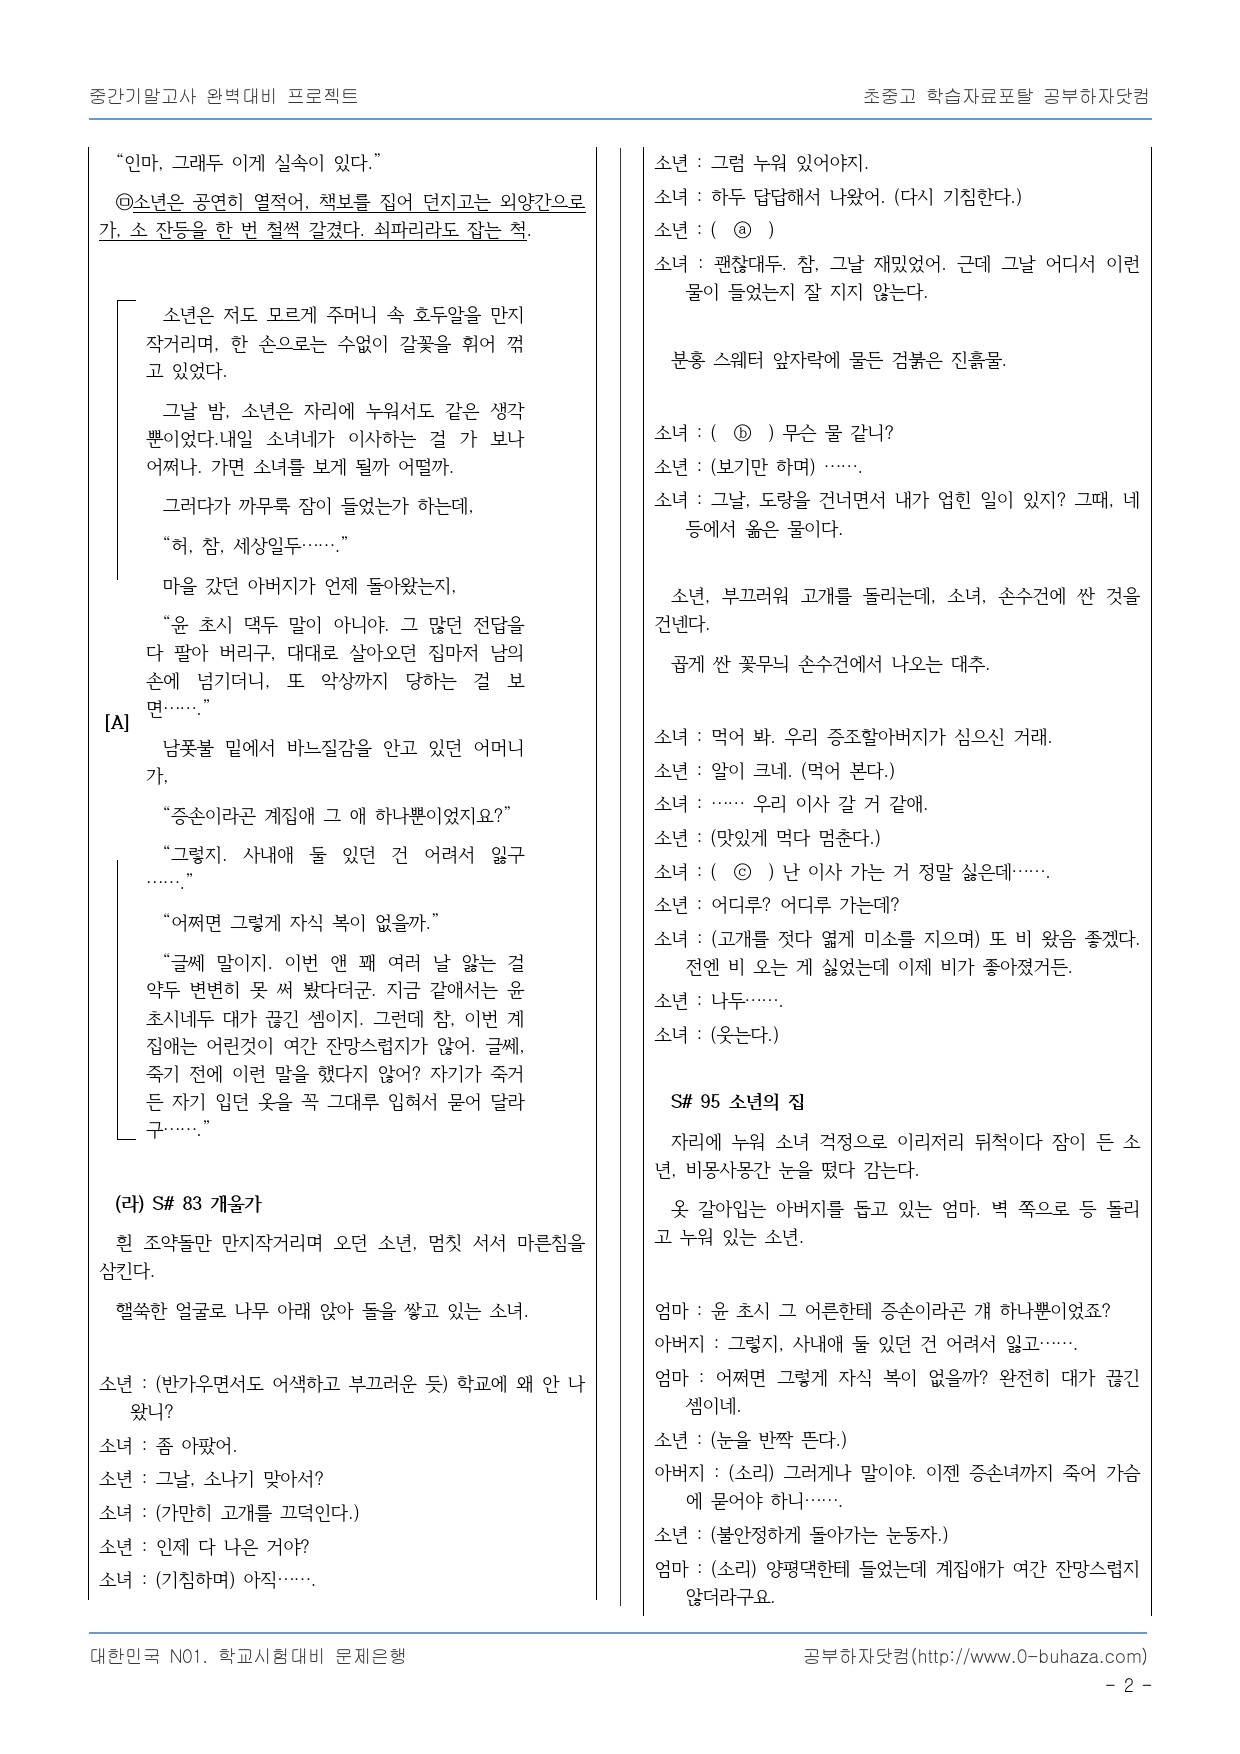 중간기말고사 완벽대비 프로젝트
초중고 학습자료포탈 공부하자닷컴
“인마, 그래두 이게 실속이 있다.”
㉤소년은 공연히 열적어, 책보를 집어 던지고는 외양간으로
가, 소 잔등을 한 번 철썩 갈겼다. 쇠파리라도 잡는 척.
소년은 저도 모르게 주머니 속 호두알을 만지
작거리며, 한 손으로는 수없이 갈꽃을 휘어 꺾
고 있었다.
그날 밤, 소년은 자리에 누워서도 같은 생각
뿐이었다.내일 소녀네가 이사하는 걸 가 보나
어쩌나. 가면 소녀를 보게 될까 어떨까.
그러다가 까무룩 잠이 들었는가 하는데,
“허, 참, 세상일두…….”
마을 갔던 아버지가 언제 돌아왔는지,
“윤 초시 댁두 말이 아니야. 그 많던 전답을
다 팔아 버리구, 대대로 살아오던 집마저 남의
손에 넘기더니, 또 악상까지 당하는 걸 보
면…….”
[A]
남폿불 밑에서 바느질감을 안고 있던 어머니
가,
“증손이라곤 계집애 그 애 하나뿐이었지요?”
“그렇지. 사내애 둘 있던 건 어려서 잃구
…….”
“어쩌면 그렇게 자식 복이 없을까.”
“글쎄 말이지. 이번 앤 꽤 여러 날 앓는 걸
약두 변변히 못 써 봤다더군. 지금 같애서는 윤
초시네두 대가 끊긴 셈이지. 그런데 참, 이번 계
집애는 어린것이 여간 잔망스럽지가 않어. 글쎄,
죽기 전에 이런 말을 했다지 않어? 자기가 죽거
든 자기 입던 옷을 꼭 그대루 입혀서 묻어 달라
구…….”
(라) S# 83 개울가
흰 조약돌만 만지작거리며 오던 소년, 멈칫 서서 마른침을
삼킨다.
핼쑥한 얼굴로 나무 아래 앉아 돌을 쌓고 있는 소녀.
소년 : (반가우면서도 어색하고 부끄러운 듯) 학교에 왜 안 나
왔니?
소녀 : 좀 아팠어.
소년 : 그날, 소나기 맞아서?
소녀 : (가만히 고개를 끄덕인다.)
소년 : 인제 다 나은 거야?
소녀 : (기침하며) 아직…….
소년 : 그럼 누워 있어야지.
소녀 : 하두 답답해서 나왔어. (다시 기침한다.)
소년 : ( ⓐ )
소녀 : 괜찮대두. 참, 그날 재밌었어. 근데 그날 어디서 이런
물이 들었는지 잘 지지 않는다.
분홍 스웨터 앞자락에 물든 검붉은 진흙물.
소녀 : ( ⓑ ) 무슨 물 같니?
소년 : (보기만 하며) …….
소녀 : 그날, 도랑을 건너면서 내가 업힌 일이 있지? 그때, 네
등에서 옮은 물이다.
소년, 부끄러워 고개를 돌리는데, 소녀, 손수건에 싼 것을
건넨다.
곱게 싼 꽃무늬 손수건에서 나오는 대추.
소녀 : 먹어 봐. 우리 증조할아버지가 심으신 거래.
소년 : 알이 크네. (먹어 본다.)
소녀 : …… 우리 이사 갈 거 같애.
소년 : (맛있게 먹다 멈춘다.)
소녀 : ( ⓒ ) 난 이사 가는 거 정말 싫은데…….
소년 : 어디루? 어디루 가는데?
소녀 : (고개를 젓다 엷게 미소를 지으며) 또 비 왔음 좋겠다.
전엔 비 오는 게 싫었는데 이제 비가 좋아졌거든.
소년 : 나두…….
소녀 : (웃는다.)
S# 95 소년의 집
자리에 누워 소녀 걱정으로 이리저리 뒤척이다 잠이 든 소
년, 비몽사몽간 눈을 떴다 감는다.
옷 갈아입는 아버지를 돕고 있는 엄마. 벽 쪽으로 등 돌리
고 누워 있는 소년.
엄마 : 윤 초시 그 어른한테 증손이라곤 걔 하나뿐이었죠?
아버지 : 그렇지, 사내애 둘 있던 건 어려서 잃고…….
엄마 : 어쩌면 그렇게 자식 복이 없을까? 완전히 대가 끊긴
셈이네.
소년 : (눈을 반짝 뜬다.)
아버지 : (소리) 그러게나 말이야. 이젠 증손녀까지 죽어 가슴
에 묻어야 하니…….
소년 : (불안정하게 돌아가는 눈동자.)
엄마 : (소리) 양평댁한테 들었는데 계집애가 여간 잔망스럽지
않더라구요.
대한민국 N01. 학교시험대비 문제은행
공부하자닷컴(http://www.0-buhaza.com)
- 2 -